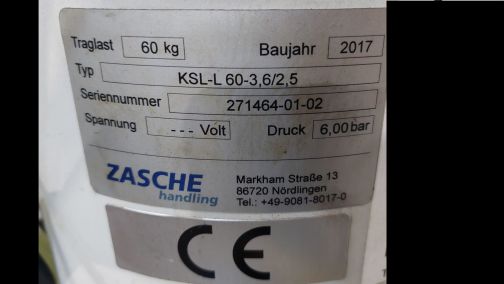 Traglast 60 kg Baujahr 2017
Typ KSL-L 60-3,6/2,5
Seriennummer 271464-01-02
Spannung --- Volt Druck 6,00 bar
ZASCHE
handling
Markham Straße 13
86720 Nördlingen
Tel.: +49-9081-8017-0
CE